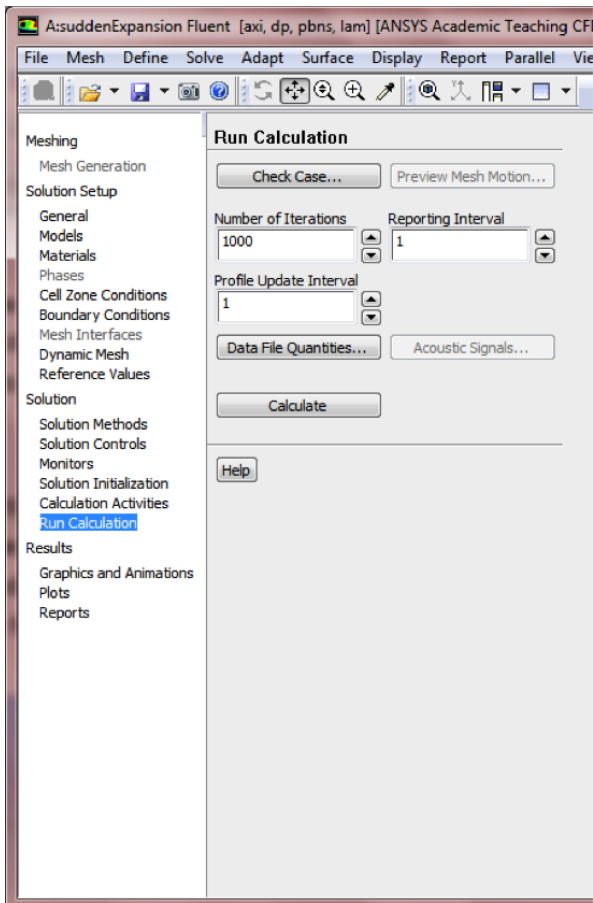 A:suddenExpansion Fluent [axi, dp, pbns, lam] [ANSYS Academic Teaching CF
File Mesh Define Solve Adapt Surface Display Report Parallel Vie
Meshing
Mesh Generation
Solution Setup
General
Models
Materials
Phases
Cell Zone Conditions
Boundary Conditions
Mesh Interfaces
Dynamic Mesh
Reference Values
Solution
Solution Methods
Solution Controls
Monitors
Solution Initialization
Calculation Activities
Run Calculation
Results
Graphics and Animations
Plots
Reports
Run Calculation
Check Case... Preview Mesh Motion...
Number of Iterations Reporting Interval
1000 1
Profile Update Interval
1
Data File Quantities... Acoustic Signals...
Calculate
Help